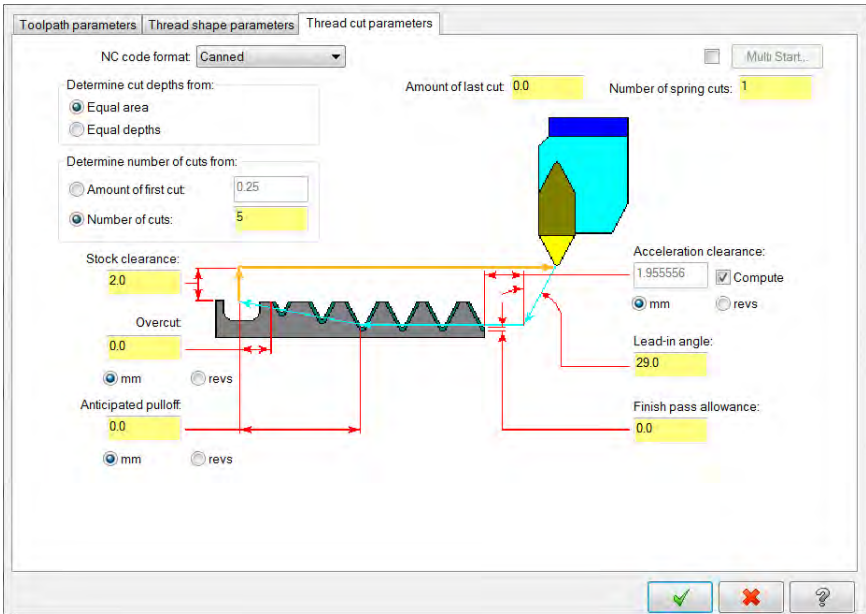 Toolpath parameters Thread shape parameters Thread cut parameters
NC code format: Canned
Multi Start...
Determine cut depths from:
Equal area
Equal depths
Amount of last cut: 0.0
Number of spring cuts: 1
Determine number of cuts from:
Amount of first cut: 0.25
Number of cuts: 5
Stock clearance:
2.0
Overcut:
0.0
mm revs
Anticipated pulloff:
0.0
mm revs
Acceleration clearance:
1.955556 Compute
mm revs
Lead-in angle:
29.0
Finish pass allowance:
0.0
?